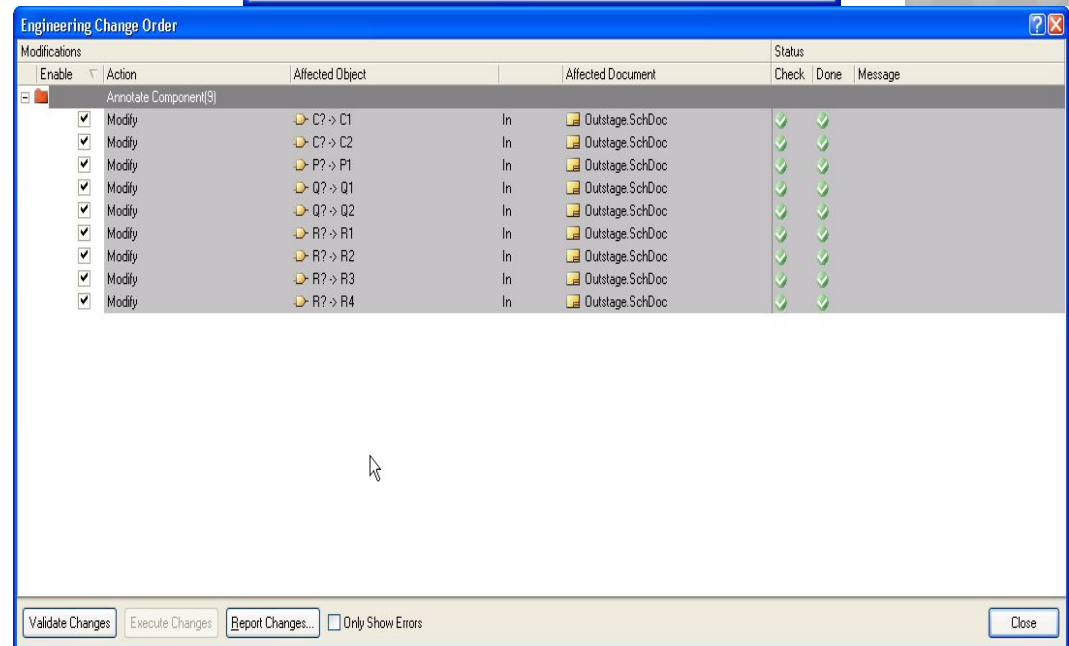 Engineering Change Order
Modifications Status
Enable Action Affected Object Affected Document Check Done Message
Annotate Component(9)
Modify C? -> C1 In Outstage.SchDoc
Modify C? -> C2 In Outstage.SchDoc
Modify P? -> P1 In Outstage.SchDoc
Modify Q? -> Q1 In Outstage.SchDoc
Modify Q? -> Q2 In Outstage.SchDoc
Modify R? -> R1 In Outstage.SchDoc
Modify R? -> R2 In Outstage.SchDoc
Modify R? -> R3 In Outstage.SchDoc
Modify R? -> R4 In Outstage.SchDoc
Validate Changes Execute Changes Report Changes... Only Show Errors Close